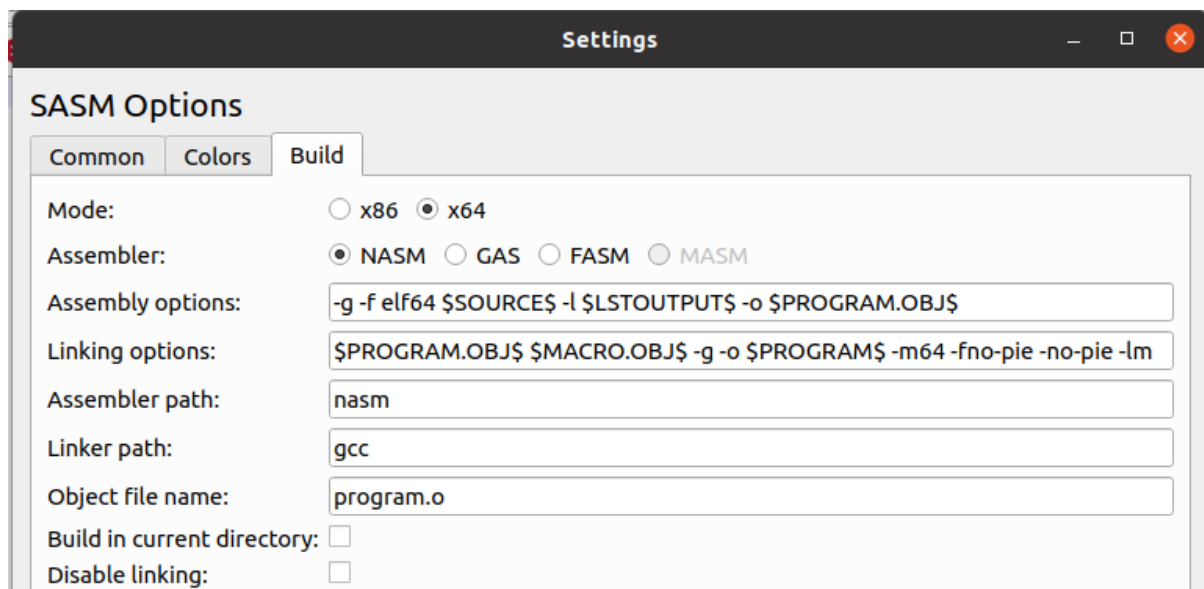 Settings
SASM Options
Common Colors Build
Mode: x86 x64
Assembler: NASM GAS FASM MASM
Assembly options: -g -f elf64 $SOURCE$ -l $LSTOUTPUT$ -o $PROGRAM.OBJ$
Linking options: $PROGRAM.OBJ$ $MACRO.OBJ$ -g -o $PROGRAM$ -m64 -fno-pie -no-pie -lm
Assembler path: nasm
Linker path: gcc
Object file name: program.o
Build in current directory:
Disable linking: